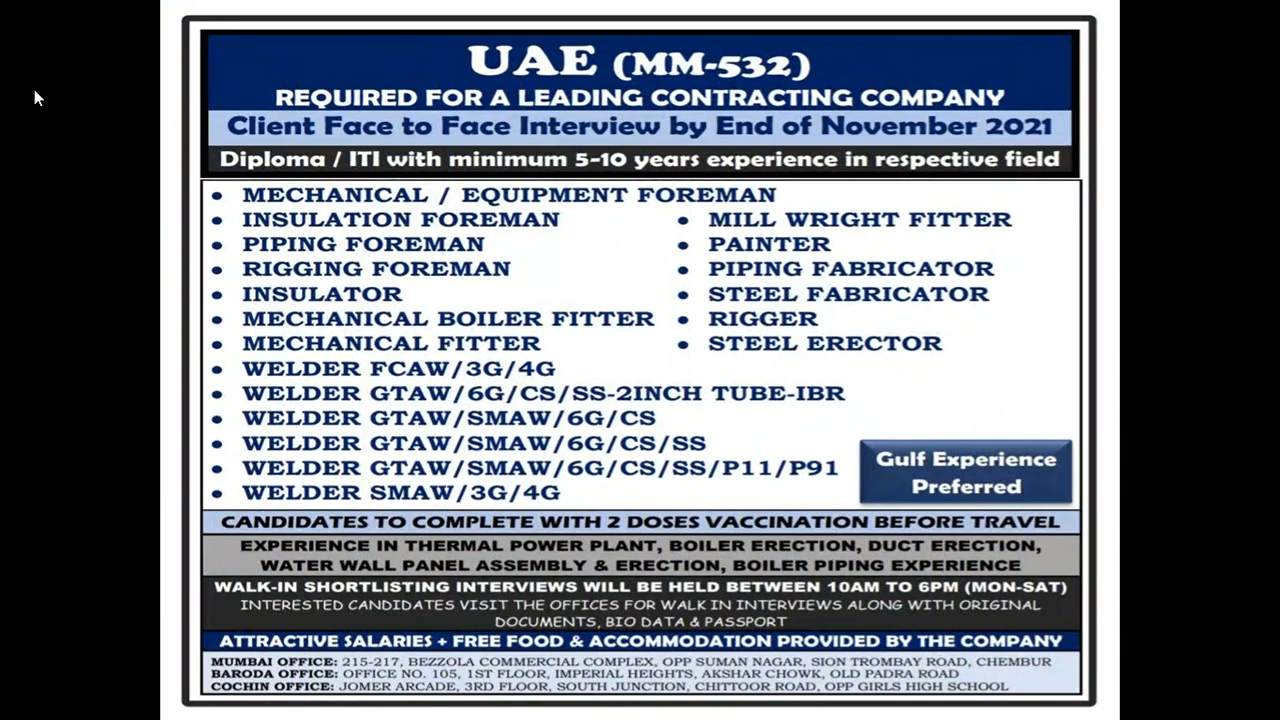 UAE (MM-532)
REQUIRED FOR A LEADING CONTRACTING COMPANY
Client Face to Face Interview by End of November 2021
Diploma / ITI with minimum 5-10 years experience in respective field
• MECHANICAL / EQUIPMENT FOREMAN
• INSULATION FOREMAN
• PIPING FOREMAN
• RIGGING FOREMAN
• INSULATOR
• MECHANICAL BOILER FITTER
• MECHANICAL FITTER
• WELDER FCAW/3G/4G
• WELDER GTAW/6G/CS/SS-2INCH TUBE-IBR
• WELDER GTAW/SMAW/6G/CS
• WELDER GTAW/SMAW/6G/CS/SS
• WELDER GTAW/SMAW/6G/CS/SS/P11/P91
• WELDER SMAW/3G/4G
• MILL WRIGHT FITTER
• PAINTER
• PIPING FABRICATOR
• STEEL FABRICATOR
• RIGGER
• STEEL ERECTOR
Gulf Experience
Preferred
CANDIDATES TO COMPLETE WITH 2 DOSES VACCINATION BEFORE TRAVEL
EXPERIENCE IN THERMAL POWER PLANT, BOILER ERECTION, DUCT ERECTION,
WATER WALL PANEL ASSEMBLY & ERECTION, BOILER PIPING EXPERIENCE
WALK-IN SHORTLISTING INTERVIEWS WILL BE HELD BETWEEN 10AM TO 6PM (MON-SAT)
INTERESTED CANDIDATES VISIT THE OFFICES FOR WALK IN INTERVIEWS ALONG WITH ORIGINAL
DOCUMENTS, BIO DATA & PASSPORT
ATTRACTIVE SALARIES + FREE FOOD & ACCOMMODATION PROVIDED BY THE COMPANY
MUMBAI OFFICE: 215-217, BEZZOLA COMMERCIAL COMPLEX, OPP SUMAN NAGAR, SION TROMBAY ROAD, CHEMBUR
BARODA OFFICE: OFFICE NO. 105, 1ST FLOOR, IMPERIAL HEIGHTS, AKSHAR CHOWK, OLD PADRA ROAD
COCHIN OFFICE: JOMER ARCADE, 3RD FLOOR, SOUTH JUNCTION, CHITTOOR ROAD, OPP GIRLS HIGH SCHOOL